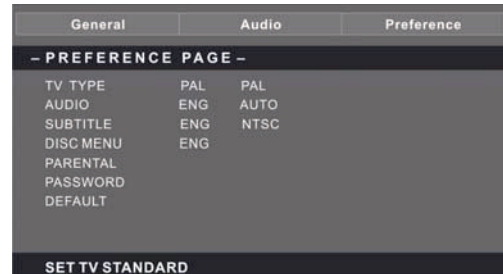 General Audio Preference
– PREFERENCE PAGE –
TV TYPE PAL PAL
AUDIO ENG AUTO
SUBTITLE ENG NTSC
DISC MENU ENG
PARENTAL
PASSWORD
DEFAULT
SET TV STANDARD